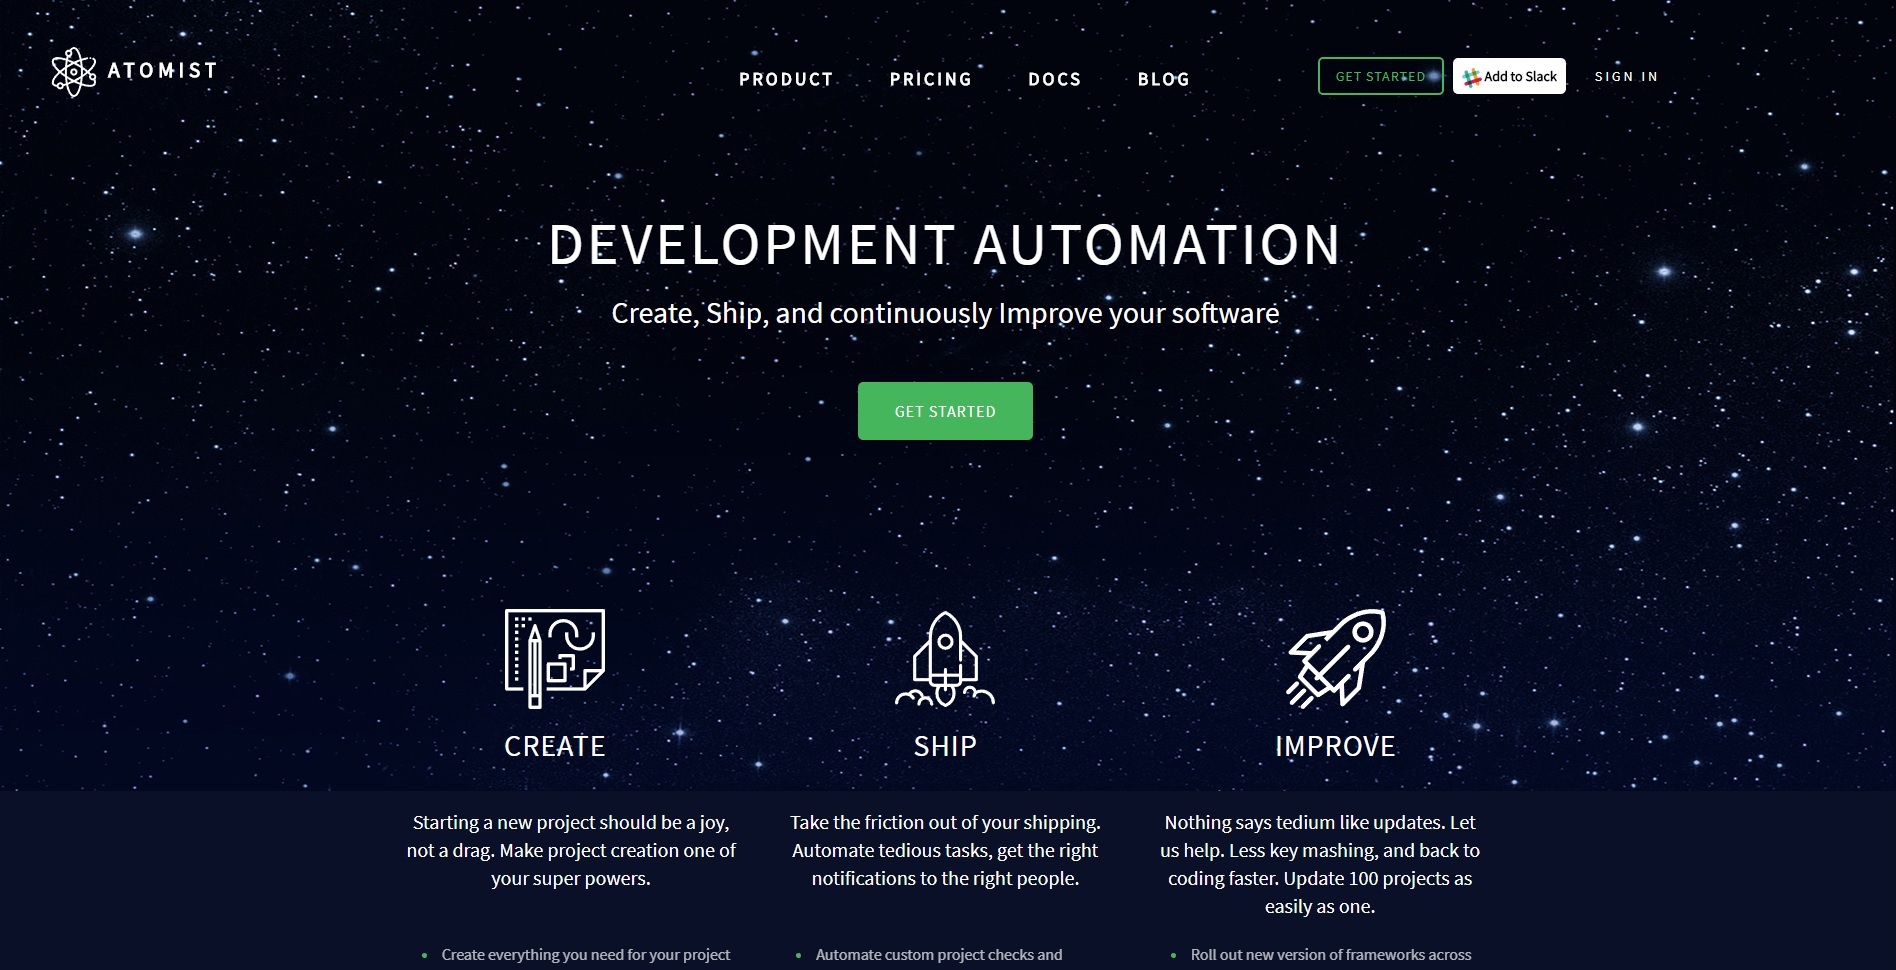 ATOMIST
PRODUCT
PRICING
DOCS
BLOG
GET STARTED
Add to Slack
SIGN IN
DEVELOPMENT AUTOMATION
Create, Ship, and continuously Improve your software
GET STARTED
CREATE
Starting a new project should be a joy,
not a drag. Make project creation one of
your super powers.
Create everything you need for your project
SHIP
Take the friction out of your shipping.
Automate tedious tasks, get the right
notifications to the right people.
Automate custom project checks and
IMPROVE
Nothing says tedium like updates. Let
us help. Less key mashing, and back to
coding faster. Update 100 projects as
easily as one.
Roll out new version of frameworks across